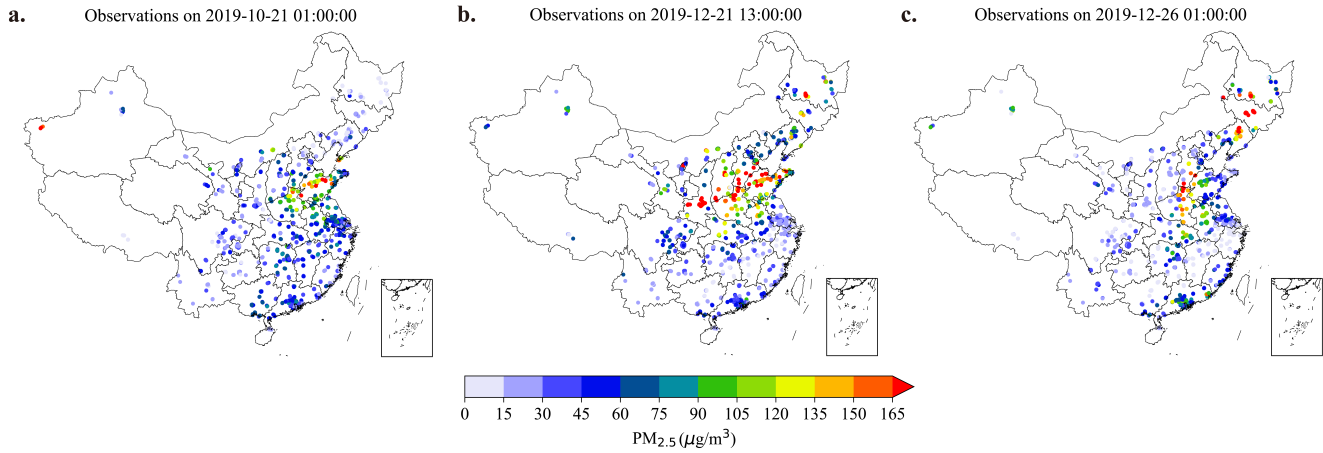 a.
Observations on 2019-10-21 01:00:00
b.
Observations on 2019-12-21 13:00:00
c.
Observations on 2019-12-26 01:00:00
0 15 30 45 60 75 90 105 120 135 150 165
PM2.5(μg/m³)